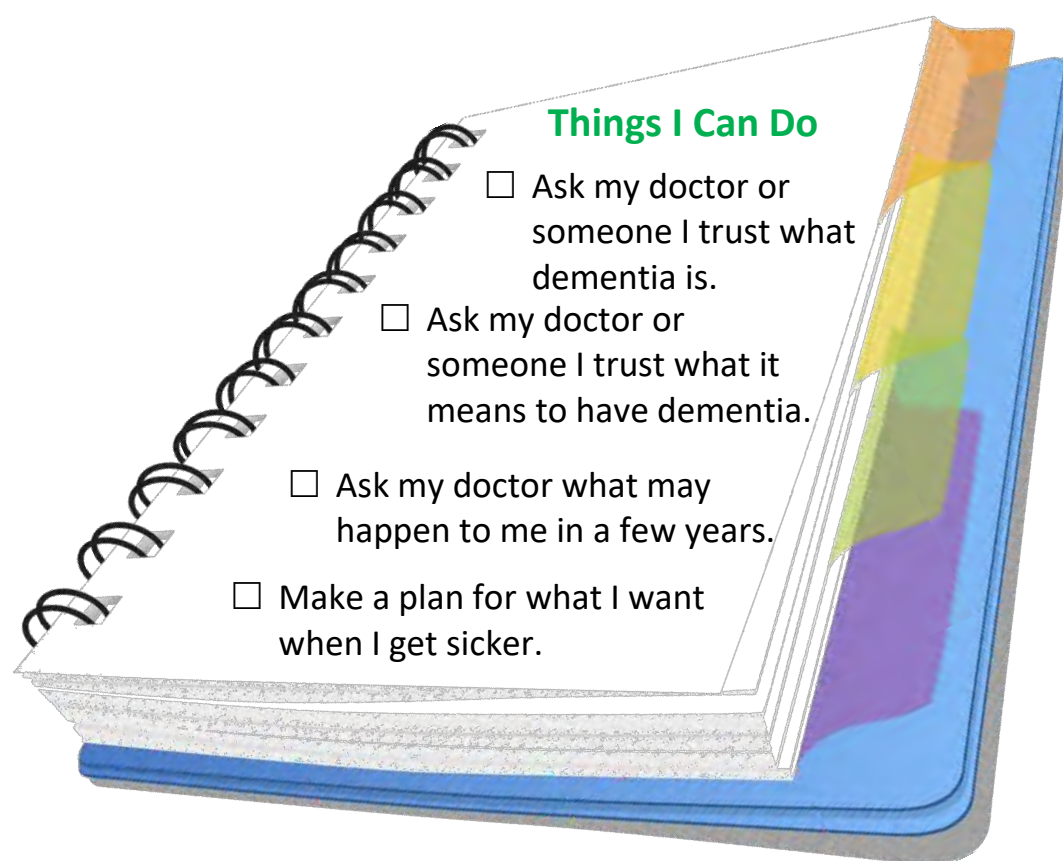 Things I Can Do
☐ Ask my doctor or
someone I trust what
dementia is.
☐ Ask my doctor or
someone I trust what it
means to have dementia.
☐ Ask my doctor what may
happen to me in a few years.
☐ Make a plan for what I want
when I get sicker.